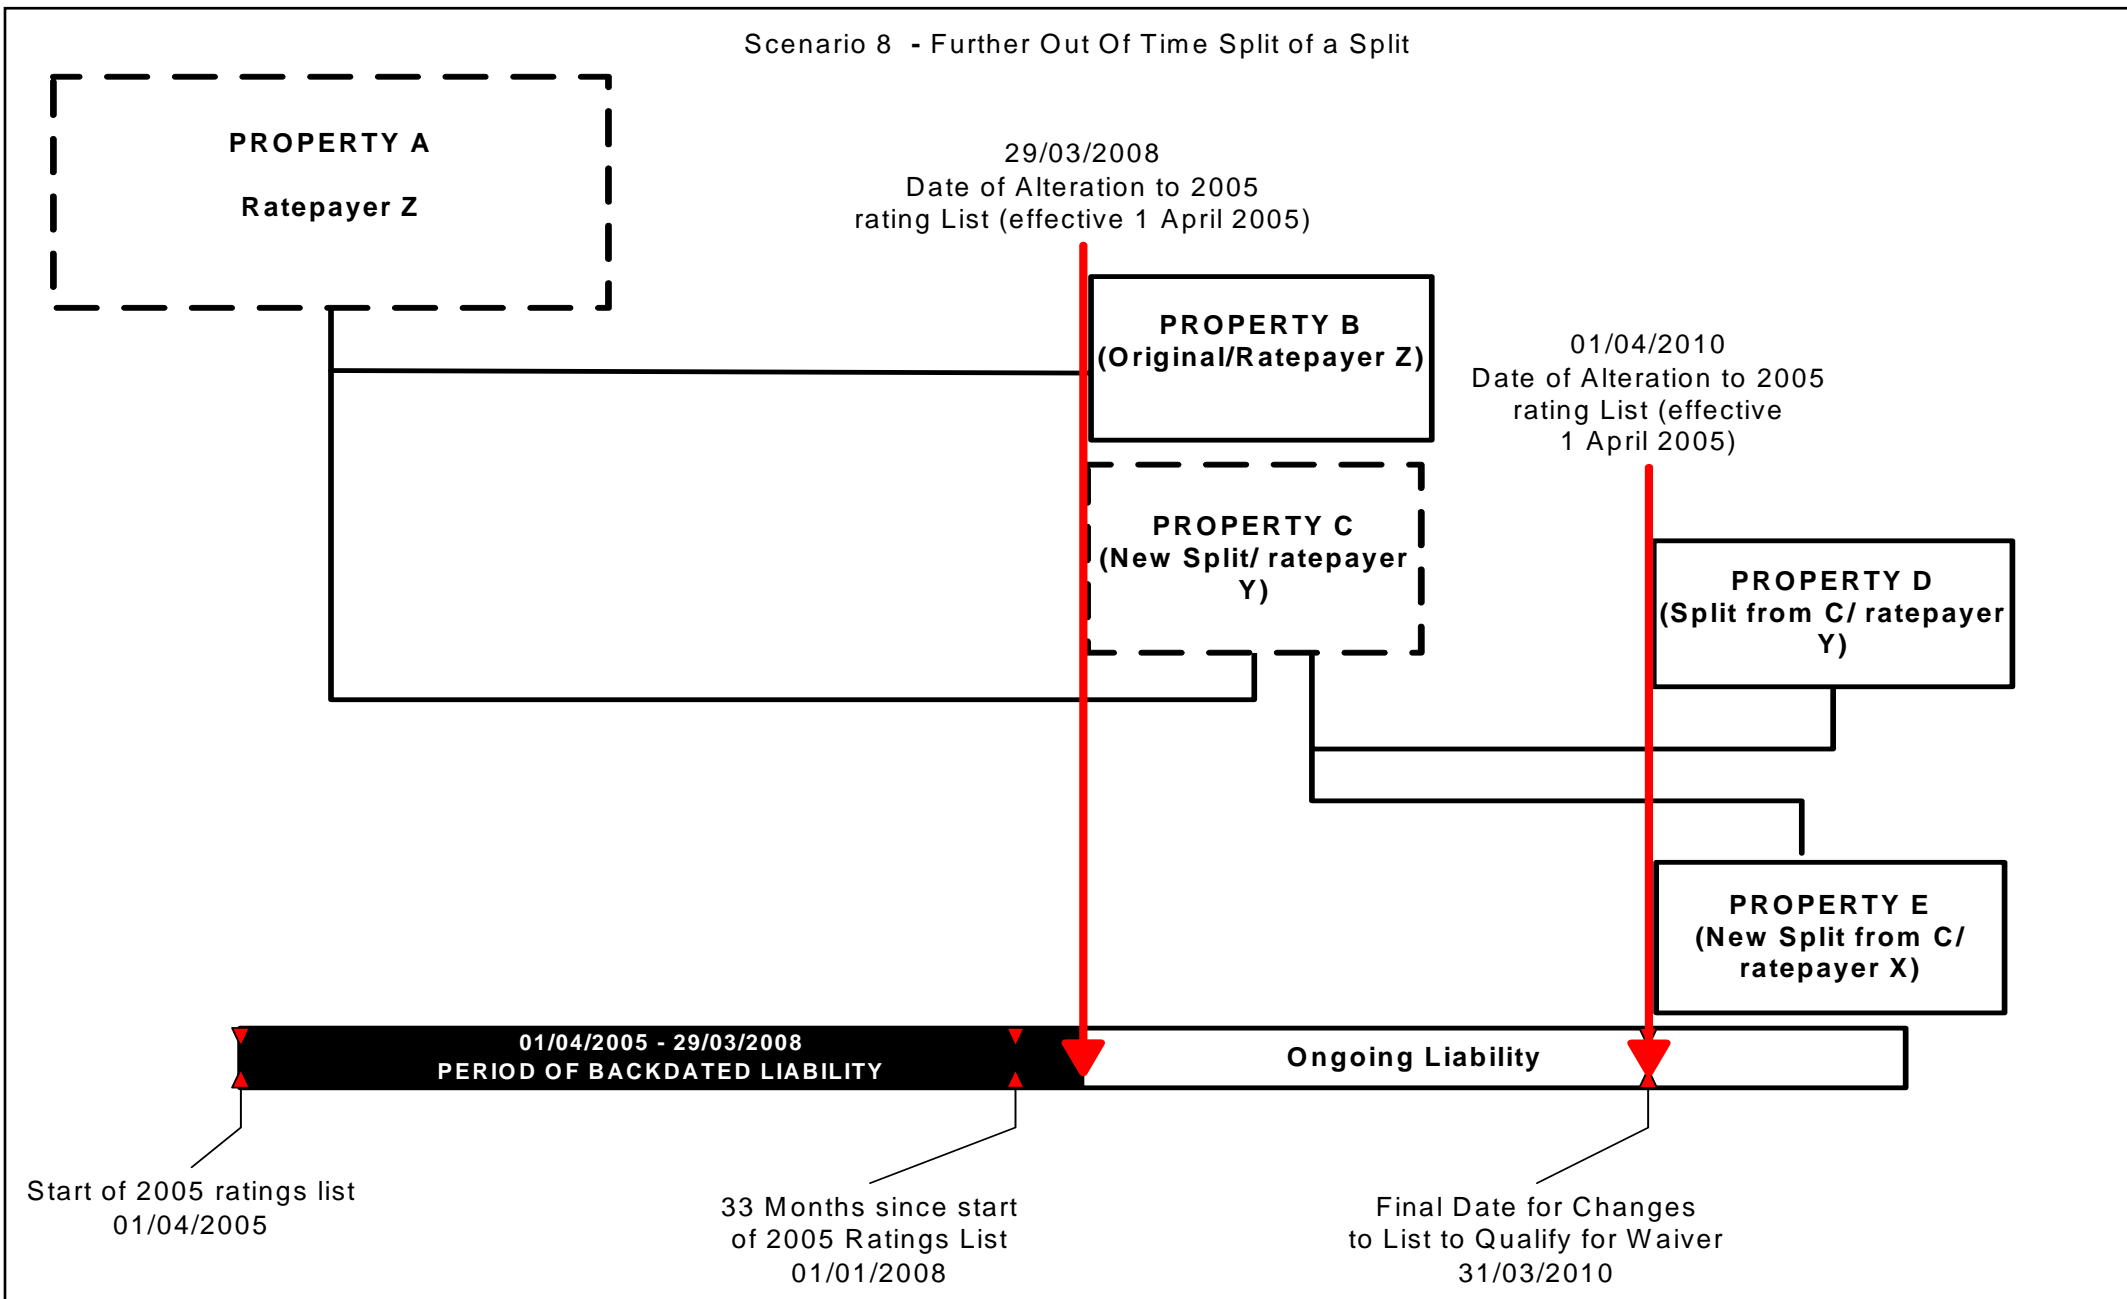 Scenario 8 - Further Out Of Time Split of a Split
PROPERTY A
Ratepayer Z
29/03/2008
Date of Alteration to 2005
rating List (effective 1 April 2005)
PROPERTY B
(Original/Ratepayer Z)
01/04/2010
Date of Alteration to 2005
rating List (effective
1 April 2005)
PROPERTY C
(New Split/ ratepayer
Y)
PROPERTY D
(Split from C/ ratepayer
Y)
PROPERTY E
(New Split from C/
ratepayer X)
01/04/2005 - 29/03/2008
PERIOD OF BACKDATED LIABILITY
Ongoing Liability
Start of 2005 ratings list
01/04/2005
33 Months since start
of 2005 Ratings List
01/01/2008
Final Date for Changes
to List to Qualify for Waiver
31/03/2010